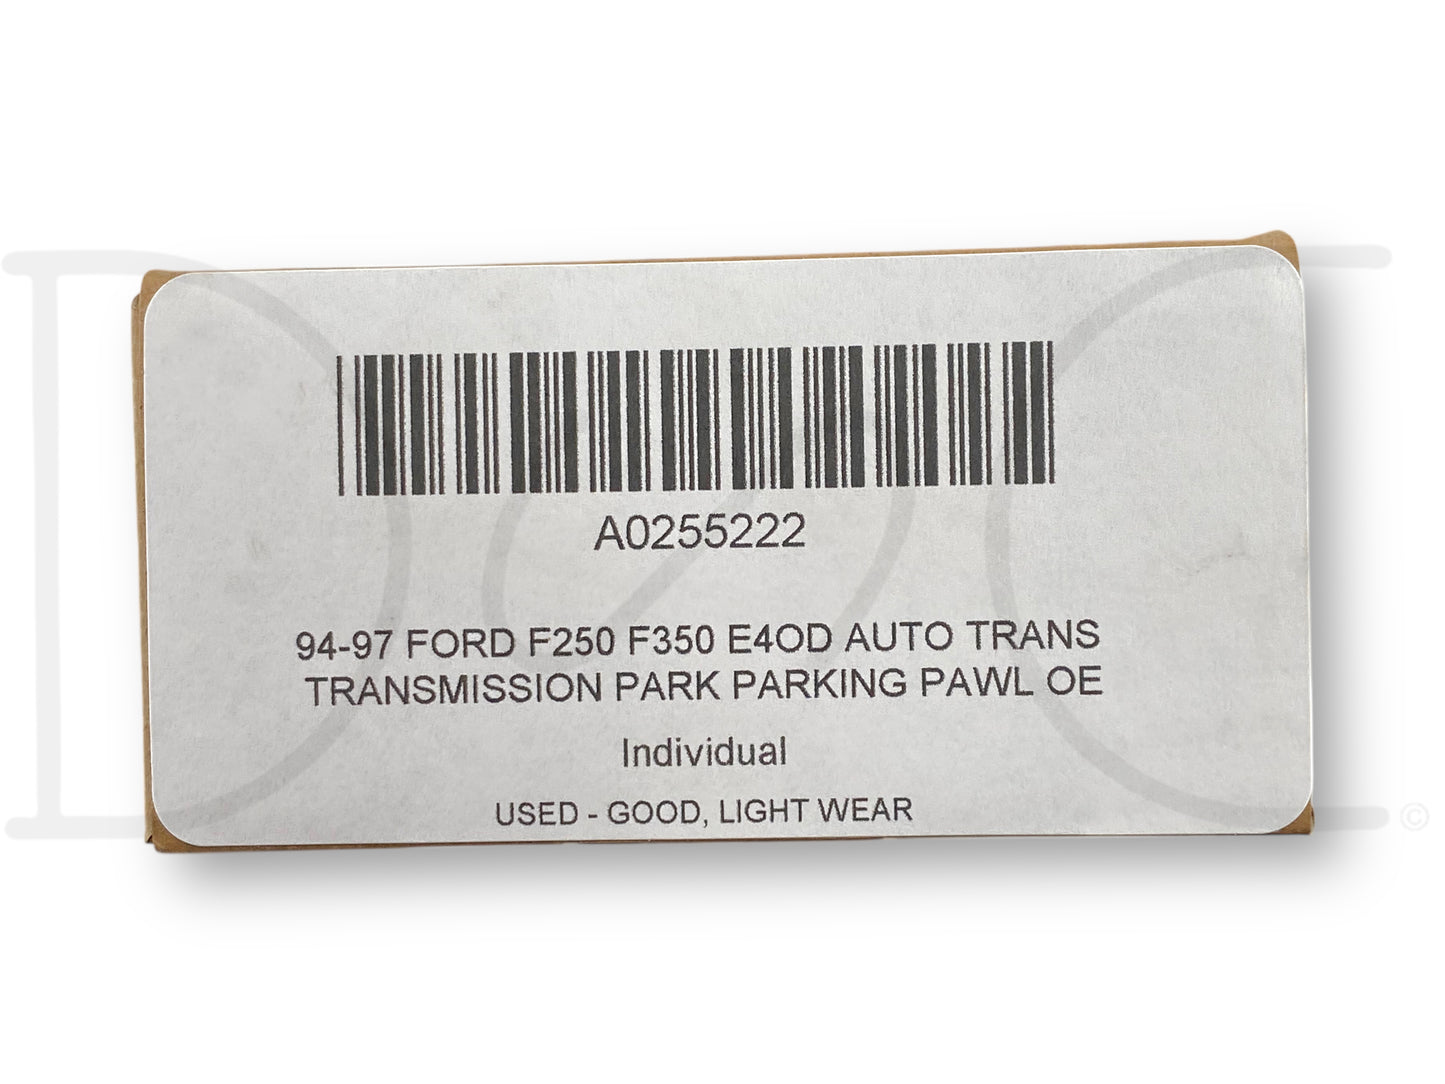 A0255222
94-97 FORD F250 F350 E4OD AUTO TRANS
TRANSMISSION PARK PARKING PAWL OE
Individual
USED - GOOD, LIGHT WEAR
D2C
©